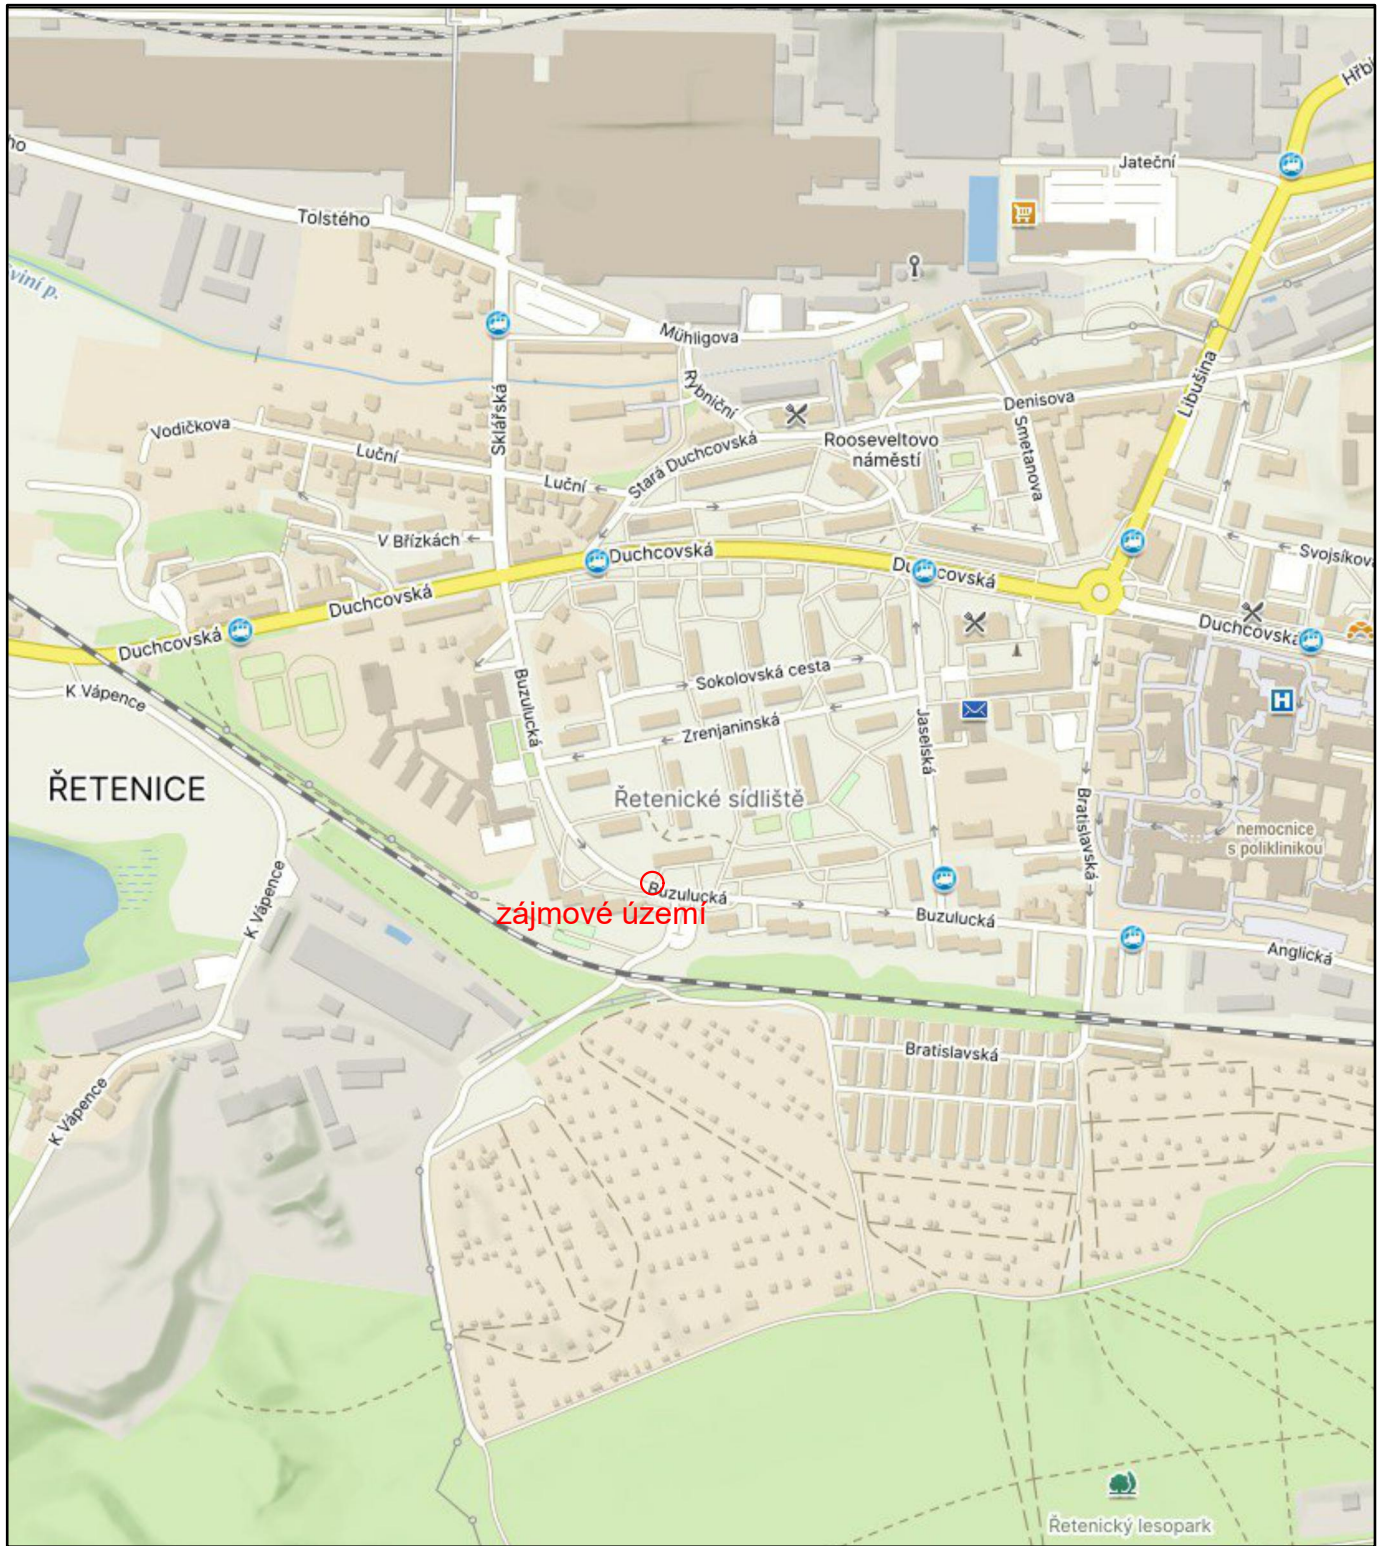 Hřbi
ho
Jateční
Tolstého
viní p.
Mühligova
Rybniční
Libušina
Sklářská
Denisova
Vodičkova
Smetanova
Rooseveltovo
náměstí
Luční
Stará Duchcovská
Luční
V Břízkách
Duchcovská
Svojsíkov
Duchcovská
Duchcovská
Duchcovská
Duchcovská
Sokolovská cesta
K Vápence
Buzulucká
H
Zrenjaninská
Jaselská
ŘETENICE
Řetenické sídliště
Bratislavská
nemocnice
s poliklinikou
K Vápence
Buzulucká
zájmové území
Buzulucká
Anglická
Bratislavská
K Vápence
Řetenický lesopark